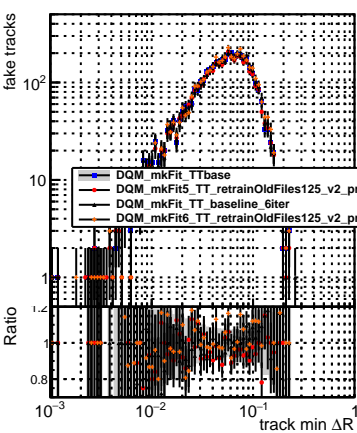 fake tracks
10²
10
1
DQM_mkFit_TTbase
DQM_mkFit5_TT_retrainOldFiles125_v2_pr
DQM_mkFit_TT_baseline_6iter
DQM_mkFit6_TT_retrainOldFiles125_v2_pr
Ratio
1.2
1
0.8
10⁻³ 10⁻² 10⁻¹ 1
track min ΔR